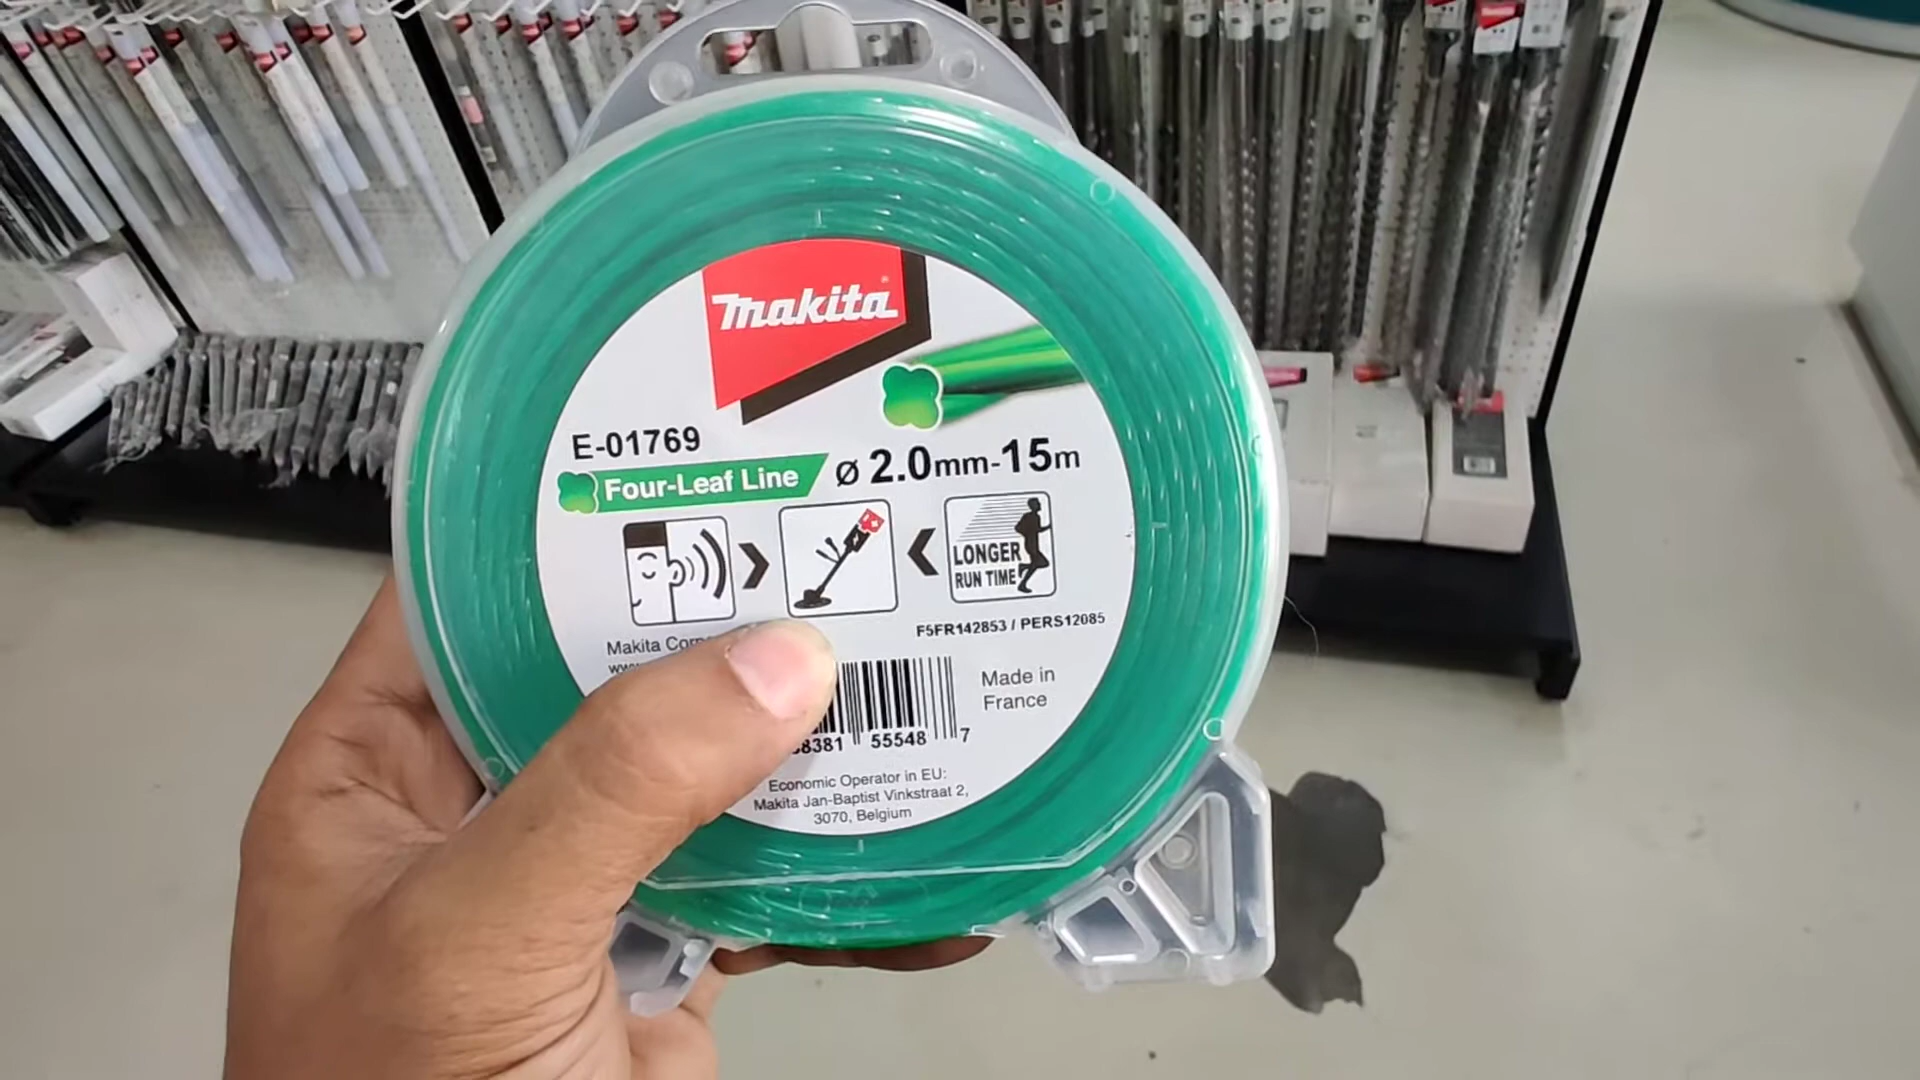 makita
E-01769
Four-Leaf Line
ø 2.0mm-15m
LONGER
RUN TIME
F5FR142853 / PERS12085
Makita
Made in
France
8381 55548 7
Economic Operator in EU:
Makita Jan-Baptist Vinkstraat 2,
3070, Belgium